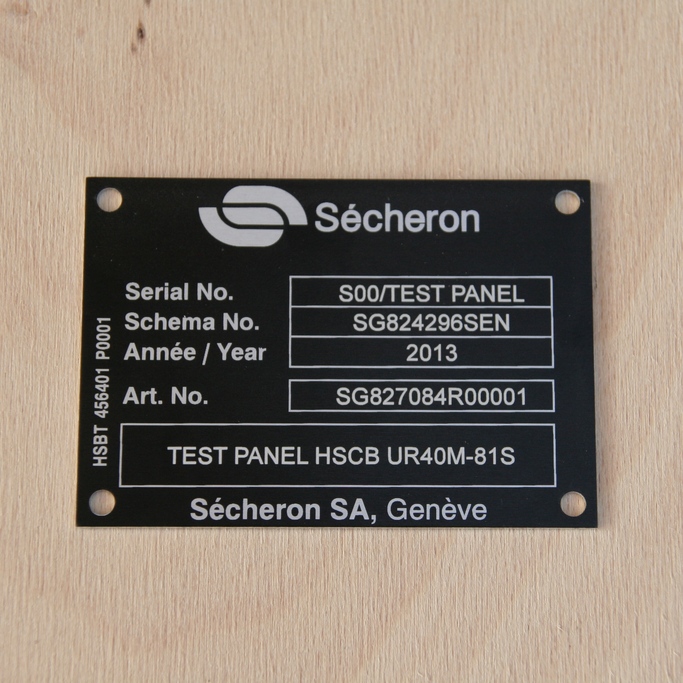 Sécheron
Serial No. S00/TEST PANEL
Schema No. SG824296SEN
Année / Year 2013
Art. No. SG827084R00001
HSBT 456401 P0001
TEST PANEL HSCB UR40M-81S
Sécheron SA, Genève